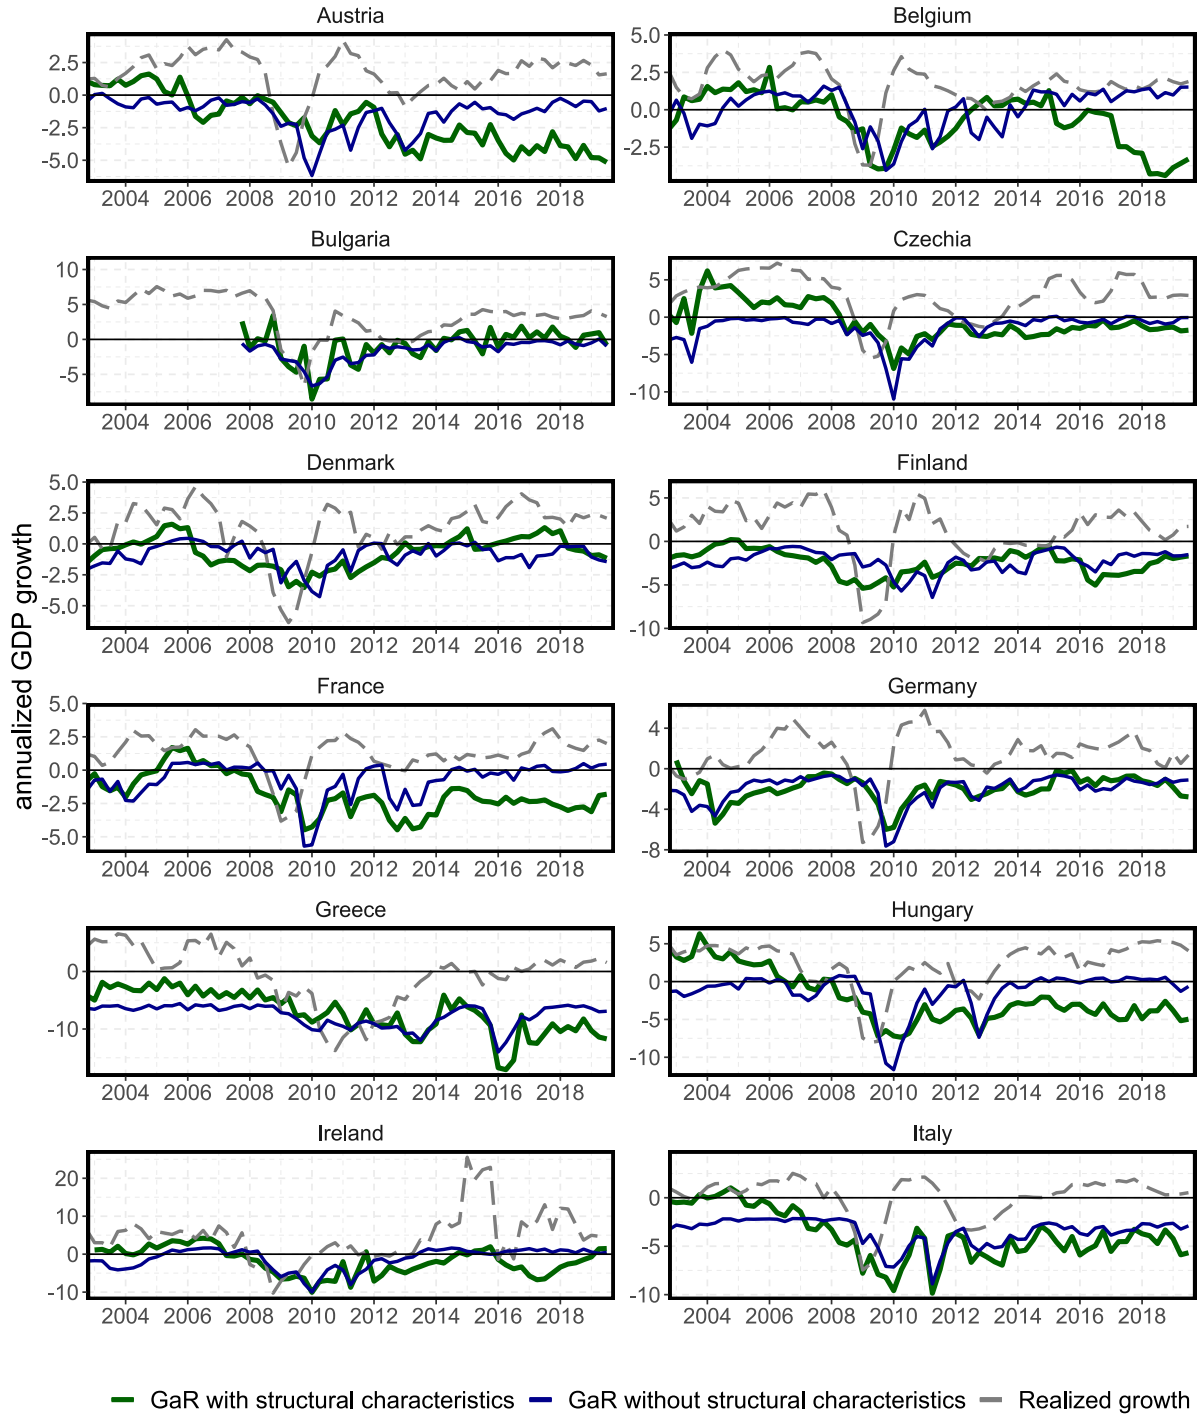 Austria Belgium
5.0
2.5 2.5
0.0 0.0
-2.5 -2.5
-5.0
2004 2006 2008 2010 2012 2014 2016 2018 2004 2006 2008 2010 2012 2014 2016 2018
Bulgaria Czechia
10
5 5
0 0
-5 -5
-10
2004 2006 2008 2010 2012 2014 2016 2018 2004 2006 2008 2010 2012 2014 2016 2018
Denmark Finland
5.0 5
2.5
0.0 0
-2.5 -5
-5.0
-10
2004 2006 2008 2010 2012 2014 2016 2018 2004 2006 2008 2010 2012 2014 2016 2018
annualized GDP growth
France Germany
5.0
2.5 4
0.0 0
-2.5 -4
-5.0
-8
2004 2006 2008 2010 2012 2014 2016 2018 2004 2006 2008 2010 2012 2014 2016 2018
Greece Hungary
5
0 0
-5
-10 -10
2004 2006 2008 2010 2012 2014 2016 2018 2004 2006 2008 2010 2012 2014 2016 2018
Ireland Italy
20
10 0
0 -5
-10 -10
2004 2006 2008 2010 2012 2014 2016 2018 2004 2006 2008 2010 2012 2014 2016 2018
GaR with structural characteristics GaR without structural characteristics Realized growth